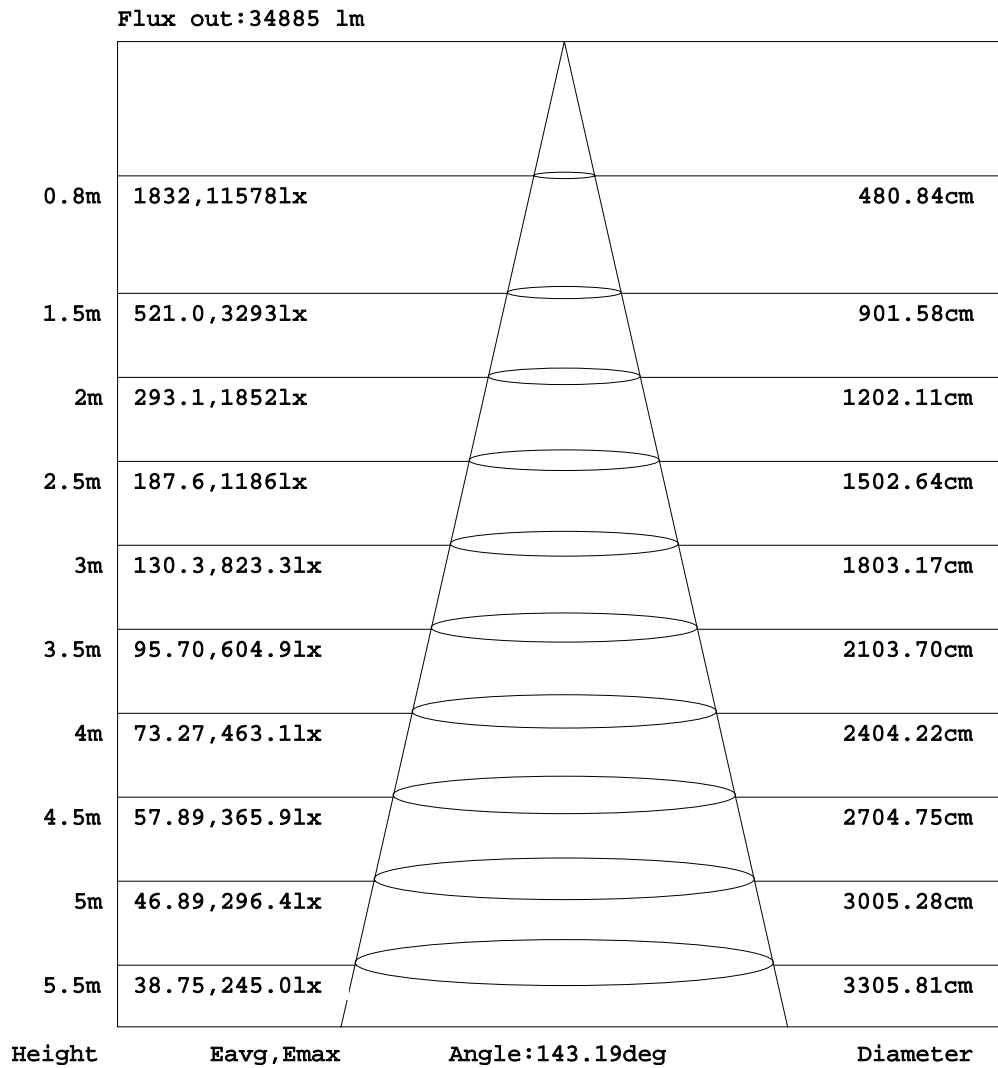 Flux out:34885 lm
0.8m 1832,11578lx 480.84cm
1.5m 521.0,3293lx 901.58cm
2m 293.1,1852lx 1202.11cm
2.5m 187.6,1186lx 1502.64cm
3m 130.3,823.3lx 1803.17cm
3.5m 95.70,604.9lx 2103.70cm
4m 73.27,463.1lx 2404.22cm
4.5m 57.89,365.9lx 2704.75cm
5m 46.89,296.4lx 3005.28cm
5.5m 38.75,245.0lx 3305.81cm
Height Eavg,Emax Angle:143.19deg Diameter